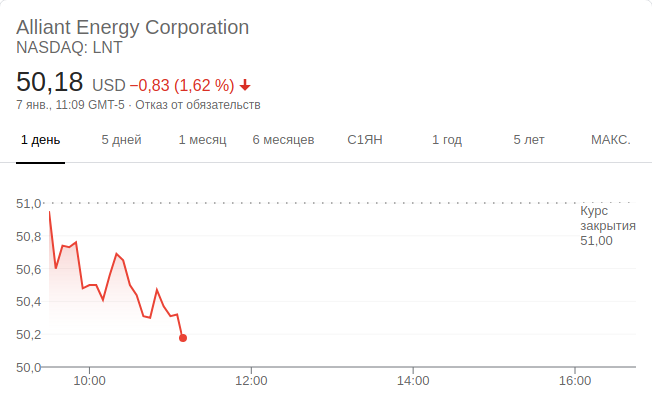 Alliant Energy Corporation
NASDAQ: LNT
50,18 USD −0,83 (1,62 %)
7 янв., 11:09 GMT-5 · Отказ от обязательств
1 день 5 дней 1 месяц 6 месяцев С1ЯН 1 год 5 лет МАКС.
51,0
Курс
закрытия
51,00
50,8
50,6
50,4
50,2
50,0
10:00 12:00 14:00 16:00